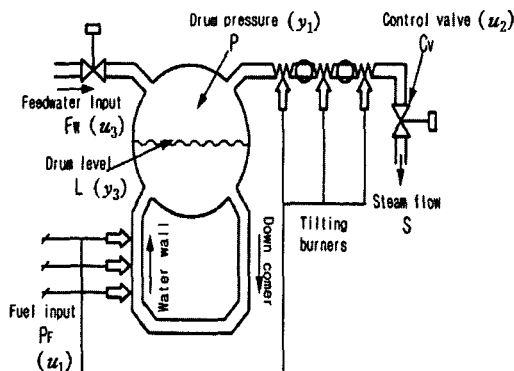 Drum pressure (y₁)
P
Control valve (u₂)
Cv
Feedwater Input
Fw (u₃)
Drum level
L (y₃)
Steam flow
S
Tilting
burners
Water wall
Down comer
Fuel input
PF
(u₁)